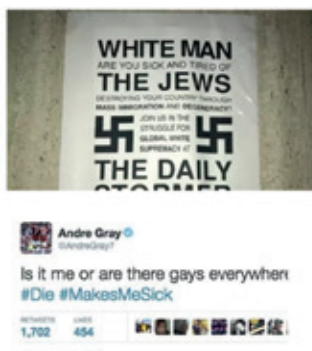 WHITE MAN
ARE YOU SICK AND TIRED OF
THE JEWS
DESTROYING YOUR COUNTRY THROUGH
MASS IMMIGRATION AND DEGENERACY?
JOIN US IN THE
STRUGGLE FOR
GLOBAL WHITE
SUPREMACY AT
THE DAILY
STORMER
Andre Gray
@AndreGray7
Is it me or are there gays everywhere
#Die #MakesMeSick
RETWEETS LIKES
1,702 454